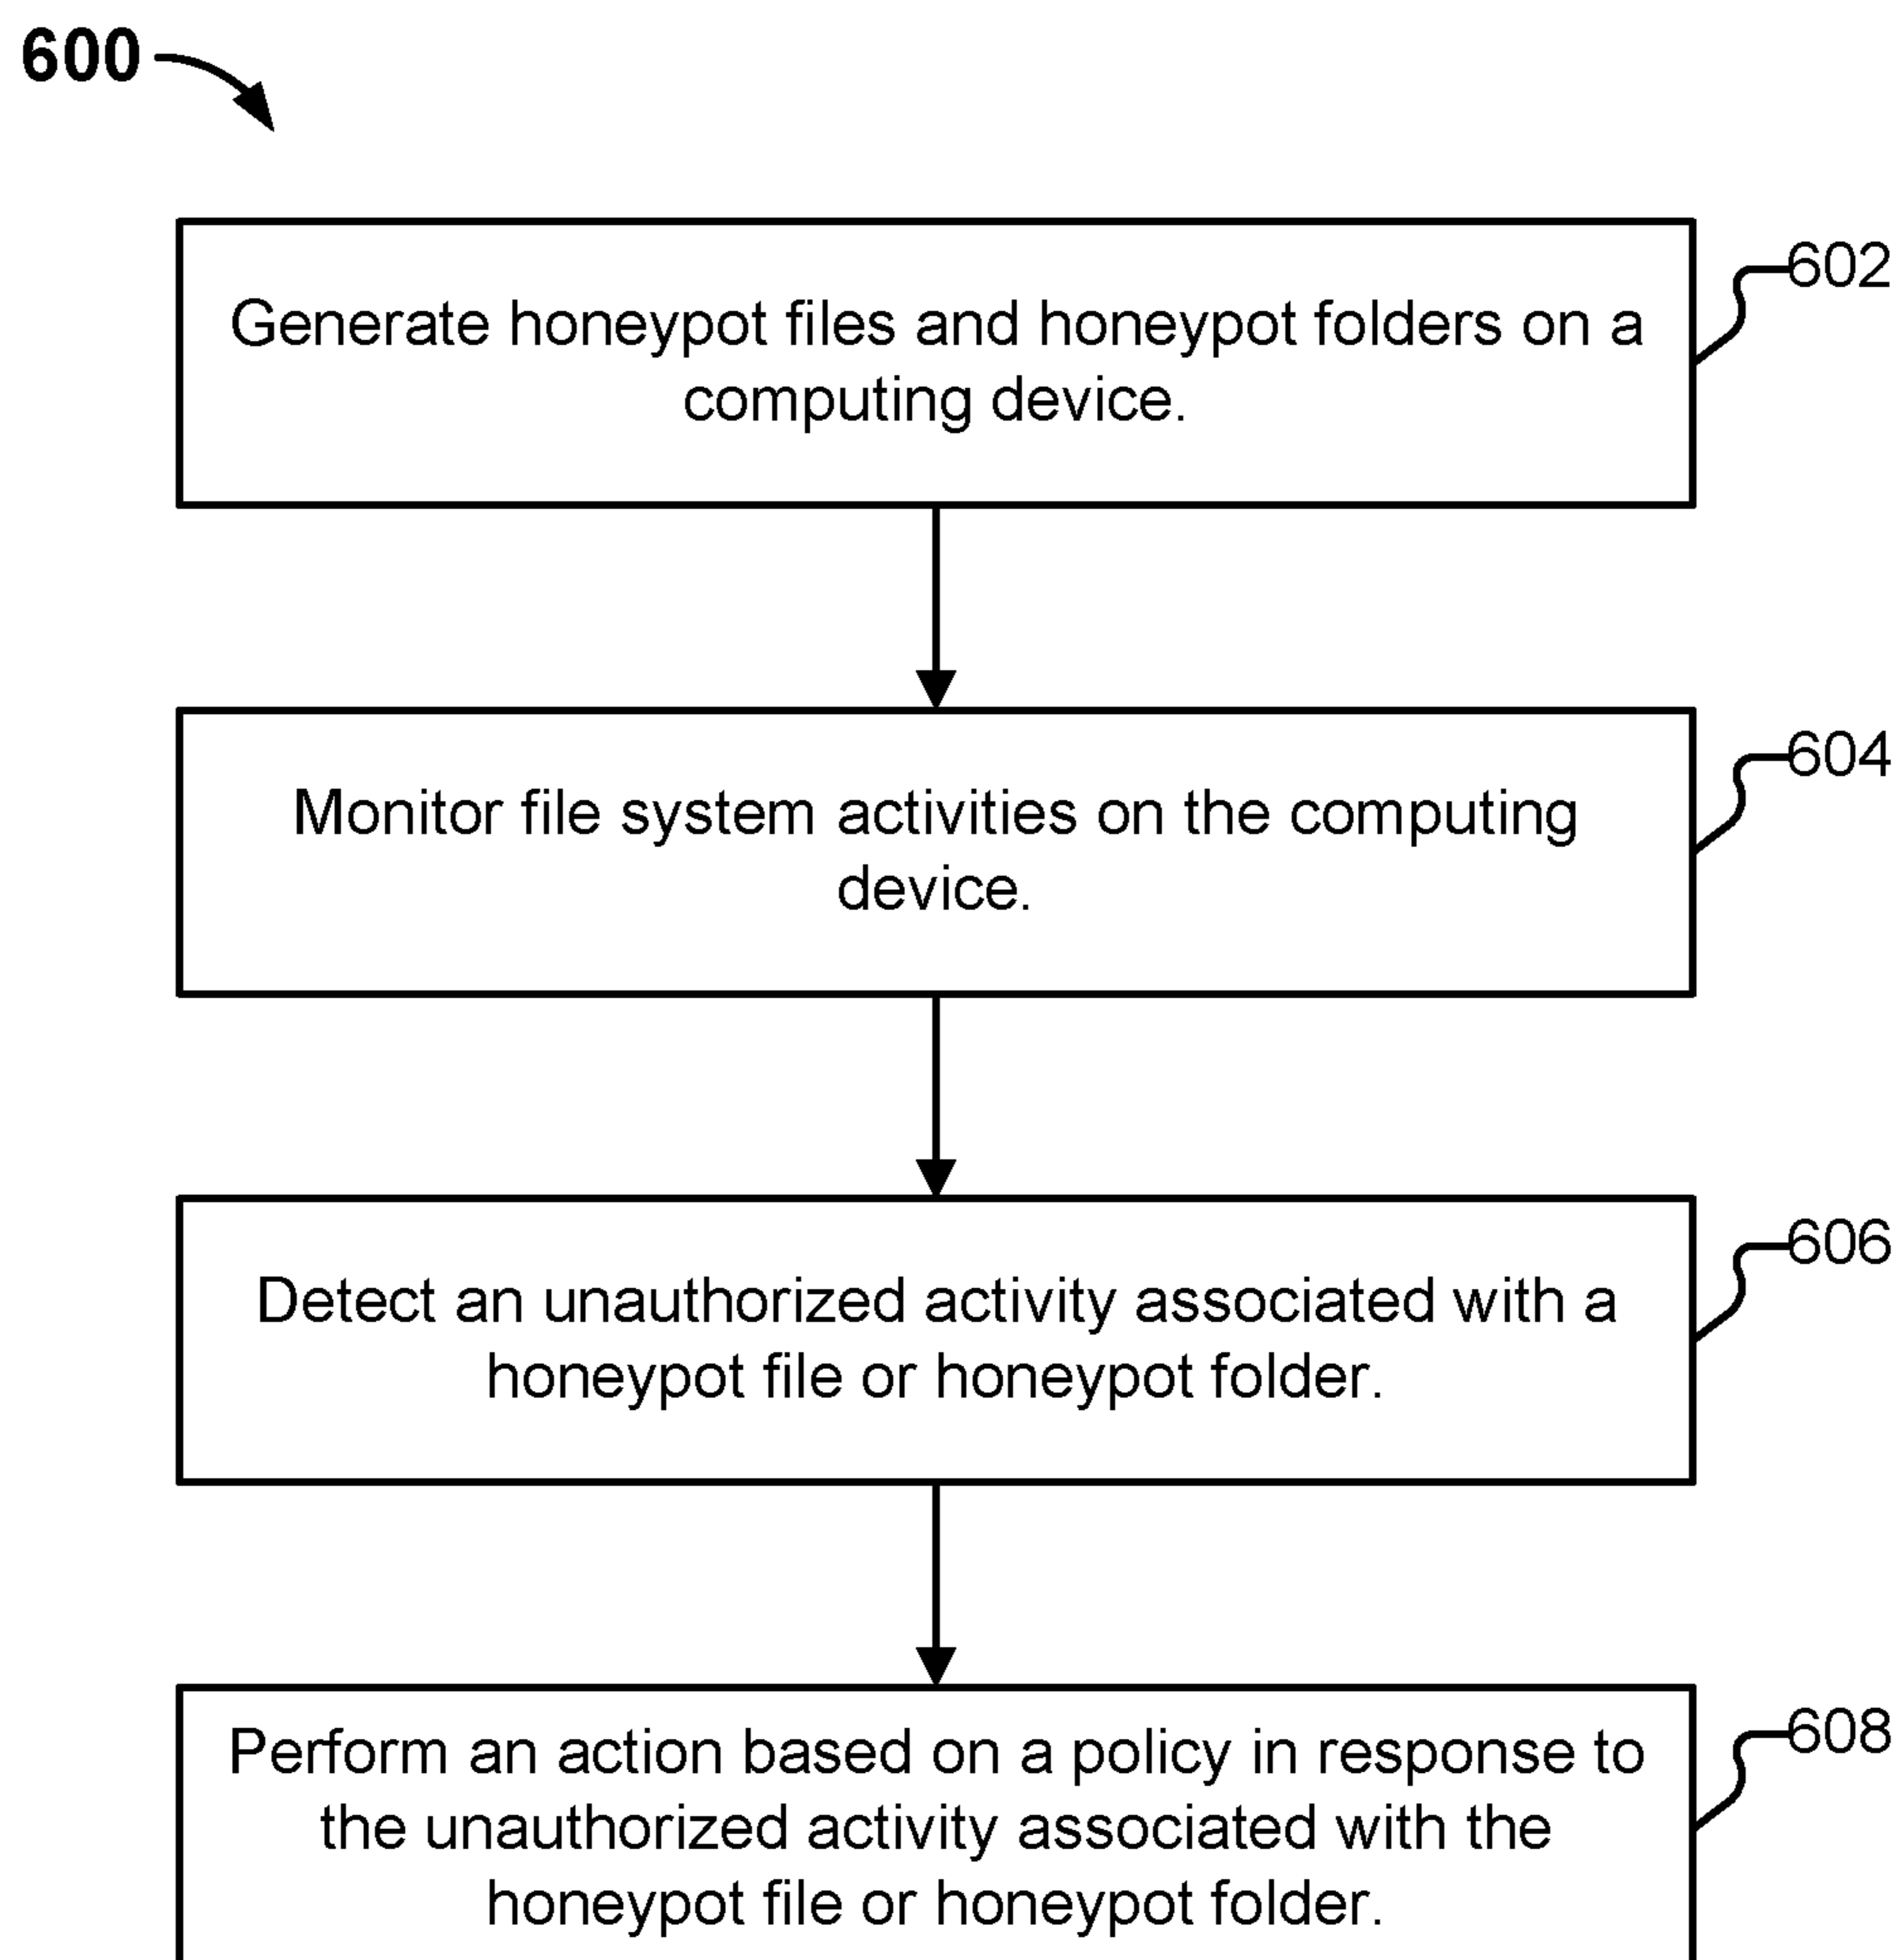 600
602
Generate honeypot files and honeypot folders on a
computing device.
604
Monitor file system activities on the computing
device.
606
Detect an unauthorized activity associated with a
honeypot file or honeypot folder.
608
Perform an action based on a policy in response to
the unauthorized activity associated with the
honeypot file or honeypot folder.